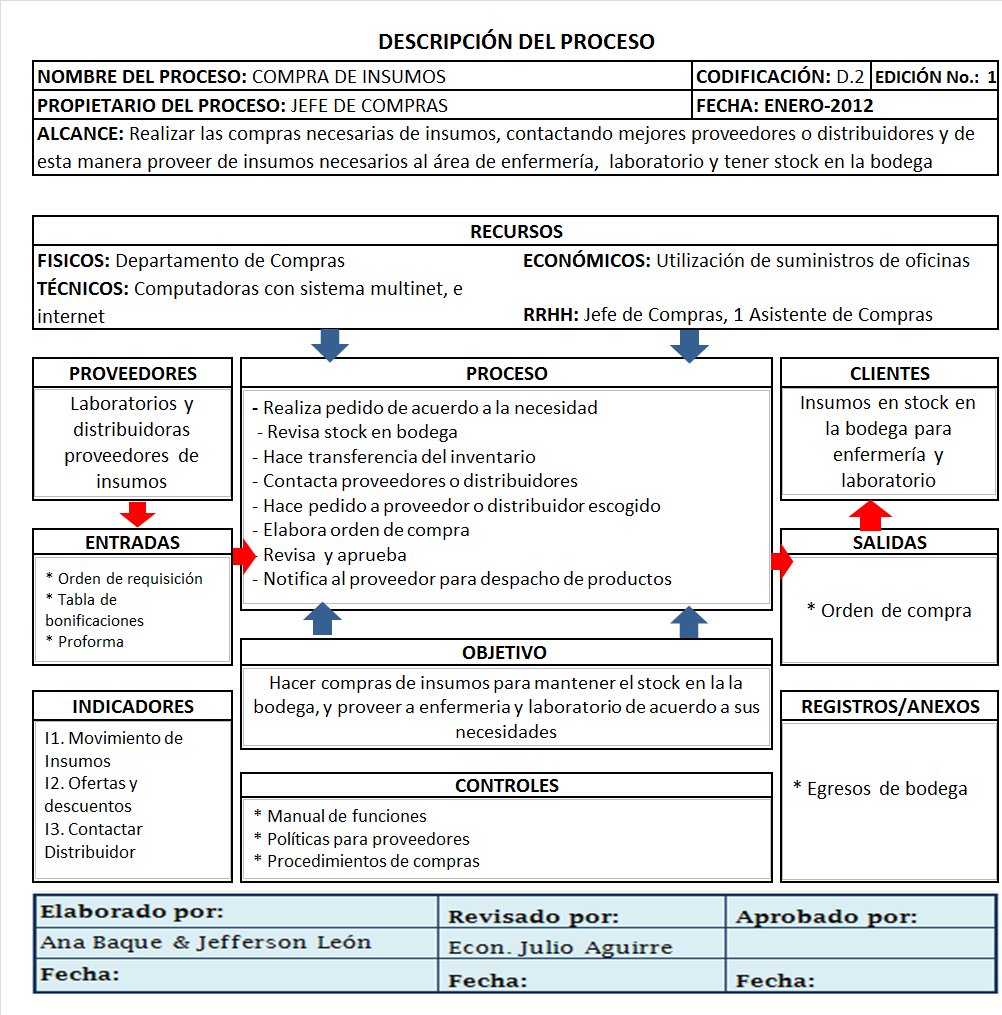 DESCRIPCIÓN DEL PROCESO
NOMBRE DEL PROCESO: COMPRA DE INSUMOS
CODIFICACIÓN: D.2
EDICIÓN No.: 1
PROPIETARIO DEL PROCESO: JEFE DE COMPRAS
FECHA: ENERO-2012
ALCANCE: Realizar las compras necesarias de insumos, contactando mejores proveedores o distribuidores y de
esta manera proveer de insumos necesarios al área de enfermería, laboratorio y tener stock en la bodega
RECURSOS
FISICOS: Departamento de Compras
TÉCNICOS: Computadoras con sistema multinet, e
internet
ECONÓMICOS: Utilización de suministros de oficinas
RRHH: Jefe de Compras, 1 Asistente de Compras
PROVEEDORES
Laboratorios y
distribuidoras
proveedores de
insumos
ENTRADAS
* Orden de requisición
* Tabla de
bonificaciones
* Proforma
PROCESO
- Realiza pedido de acuerdo a la necesidad
- Revisa stock en bodega
- Hace transferencia del inventario
- Contacta proveedores o distribuidores
- Hace pedido a proveedor o distribuidor escogido
- Elabora orden de compra
- Revisa y aprueba
- Notifica al proveedor para despacho de productos
CLIENTES
Insumos en stock en
la bodega para
enfermería y
laboratorio
SALIDAS
* Orden de compra
OBJETIVO
Hacer compras de insumos para mantener el stock en la la
bodega, y proveer a enfermeria y laboratorio de acuerdo a sus
necesidades
INDICADORES
I1. Movimiento de
Insumos
I2. Ofertas y
descuentos
I3. Contactar
Distribuidor
CONTROLES
* Manual de funciones
* Políticas para proveedores
* Procedimientos de compras
REGISTROS/ANEXOS
* Egresos de bodega
Elaborado por:
Revisado por:
Aprobado por:
Ana Baque & Jefferson León
Econ. Julio Aguirre
Fecha:
Fecha:
Fecha: